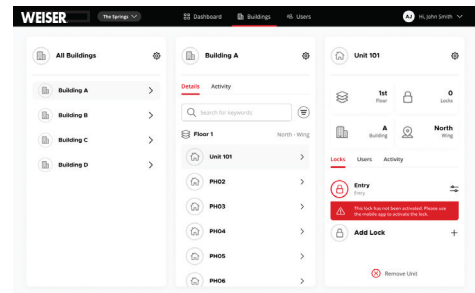 WEISER
The Springs
Dashboard
Buildings
Users
AJ
Hi, John Smith
All Buildings
Building A
Building B
Building C
Building D
Building A
Details Activity
Search for keywords
Floor 1 North - Wing
Unit 101
PH02
PH03
PH04
PH05
PH06
Unit 101
1st
Floor
0
Locks
A
Building
North
Wing
Locks Users Activity
Entry
Entry
This lock has not been activated. Please use
the mobile app to activate the lock.
Add Lock
Remove Unit